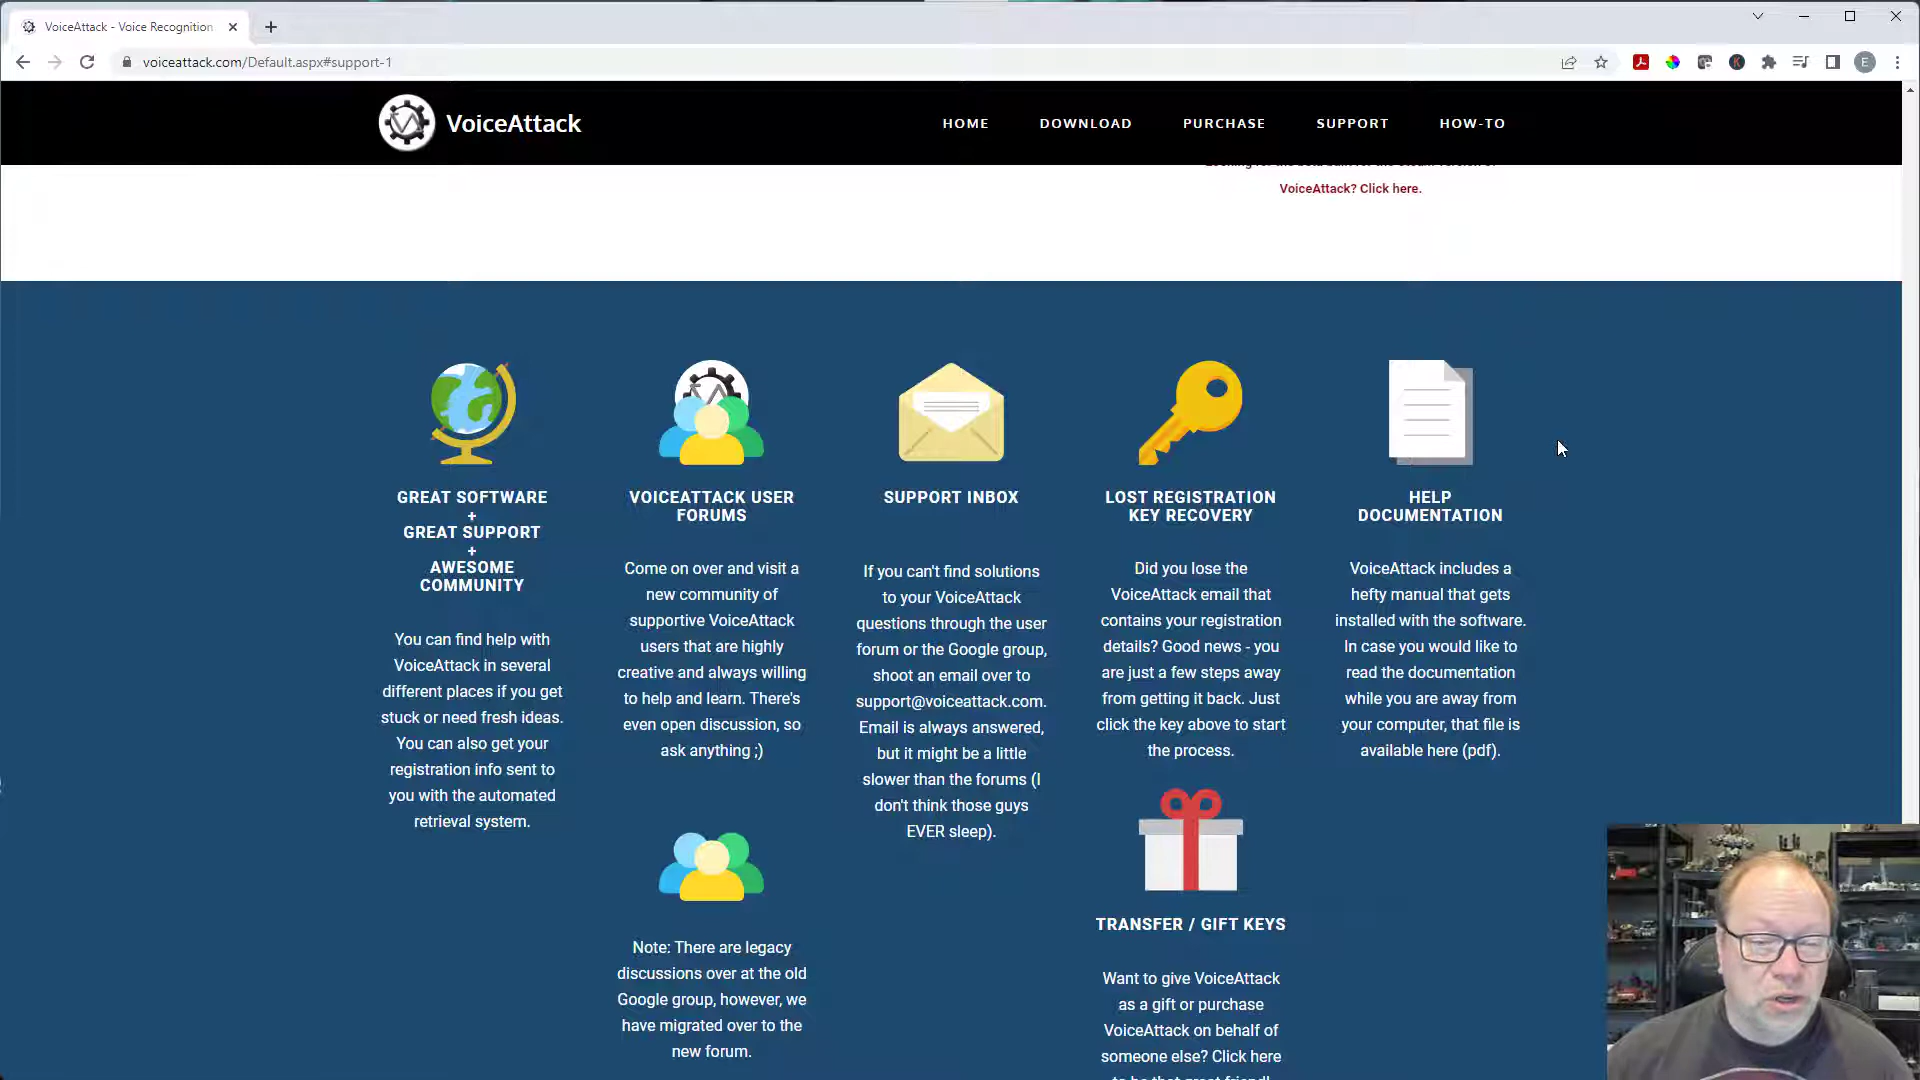 VoiceAttack - Voice Recognition
voiceattack.com/Default.aspx#support-1
E
VoiceAttack
HOME
DOWNLOAD
PURCHASE
SUPPORT
HOW-TO
VoiceAttack? Click here.
GREAT SOFTWARE
+
GREAT SUPPORT
+
AWESOME
COMMUNITY
You can find help with
VoiceAttack in several
different places if you get
stuck or need fresh ideas.
You can also get your
registration info sent to
you with the automated
retrieval system.
VOICEATTACK USER
FORUMS
Come on over and visit a
new community of
supportive VoiceAttack
users that are highly
creative and always willing
to help and learn. There's
even open discussion, so
ask anything ;)
Note: There are legacy
discussions over at the old
Google group, however, we
have migrated over to the
new forum.
SUPPORT INBOX
If you can't find solutions
to your VoiceAttack
questions through the user
forum or the Google group,
shoot an email over to
support@voiceattack.com.
Email is always answered,
but it might be a little
slower than the forums (I
don't think those guys
EVER sleep).
LOST REGISTRATION
KEY RECOVERY
Did you lose the
VoiceAttack email that
contains your registration
details? Good news - you
are just a few steps away
from getting it back. Just
click the key above to start
the process.
TRANSFER / GIFT KEYS
Want to give VoiceAttack
as a gift or purchase
VoiceAttack on behalf of
someone else? Click here
HELP
DOCUMENTATION
VoiceAttack includes a
hefty manual that gets
installed with the software.
In case you would like to
read the documentation
while you are away from
your computer, that file is
available here (pdf).